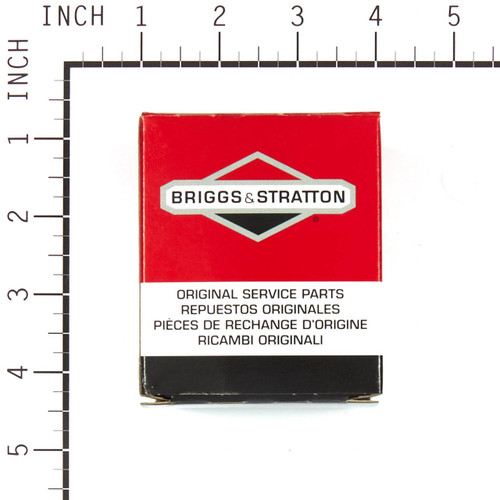 INCH 1 2 3 4 5
INCH
1
2
3
4
5
BRIGGS & STRATTON
®
ORIGINAL SERVICE PARTS
REPUESTOS ORIGINALES
PIÈCES DE RECHANGE D'ORIGINE
RICAMBI ORIGINALI